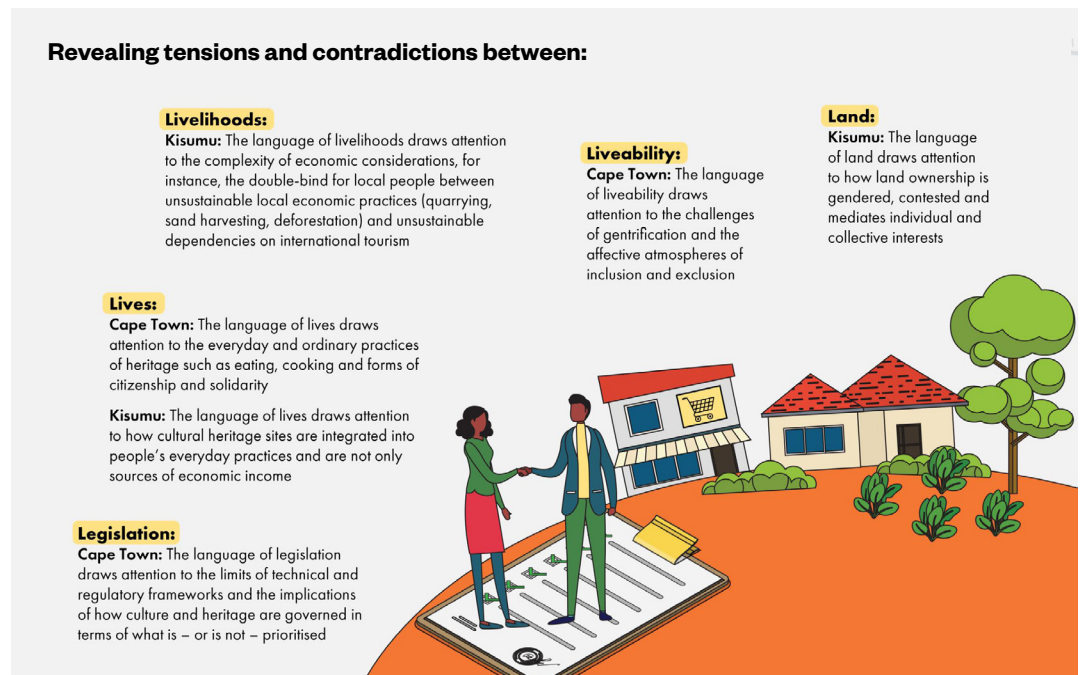 Revealing tensions and contradictions between:
Livelihoods:
Kisumu: The language of livelihoods draws attention
to the complexity of economic considerations, for
instance, the double-bind for local people between
unsustainable local economic practices (quarrying,
sand harvesting, deforestation) and unsustainable
dependencies on international tourism
Liveability:
Cape Town: The language
of liveability draws
attention to the challenges
of gentrification and the
affective atmospheres of
inclusion and exclusion
Land:
Kisumu: The language
of land draws attention
to how land ownership is
gendered, contested and
mediates individual and
collective interests
Lives:
Cape Town: The language of lives draws
attention to the everyday and ordinary practices
of heritage such as eating, cooking and forms of
citizenship and solidarity
Kisumu: The language of lives draws attention
to how cultural heritage sites are integrated into
people’s everyday practices and are not only
sources of economic income
Legislation:
Cape Town: The language of legislation
draws attention to the limits of technical and
regulatory frameworks and the implications
of how culture and heritage are governed in
terms of what is – or is not – prioritised